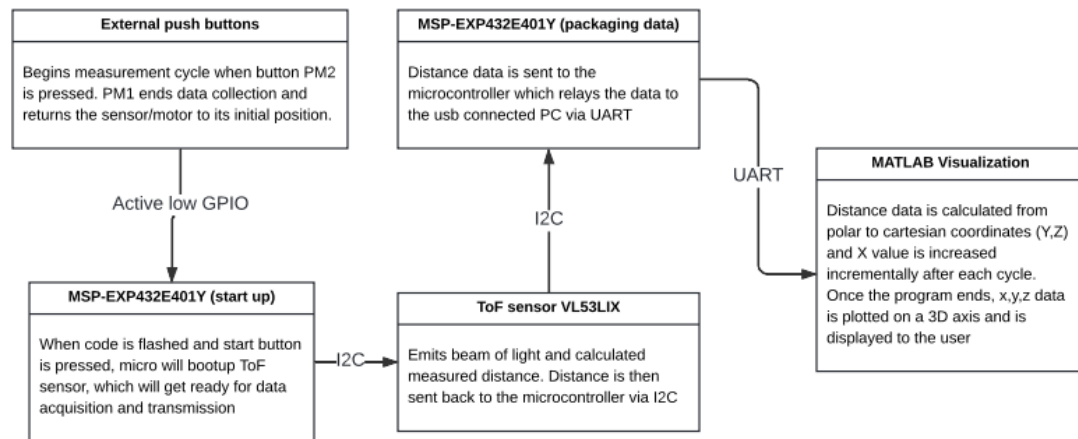 External push buttons
Begins measurement cycle when button PM2
is pressed. PM1 ends data collection and
returns the sensor/motor to its initial position.
Active low GPIO
MSP-EXP432E401Y (start up)
When code is flashed and start button
is pressed, micro will bootup ToF
sensor, which will get ready for data
acquisition and transmission
I2C
ToF sensor VL53LIX
Emits beam of light and calculated
measured distance. Distance is then
sent back to the microcontroller via I2C
I2C
MSP-EXP432E401Y (packaging data)
Distance data is sent to the
microcontroller which relays the data to
the usb connected PC via UART
UART
MATLAB Visualization
Distance data is calculated from
polar to cartesian coordinates (Y,Z)
and X value is increased
incrementally after each cycle.
Once the program ends, x,y,z data
is plotted on a 3D axis and is
displayed to the user